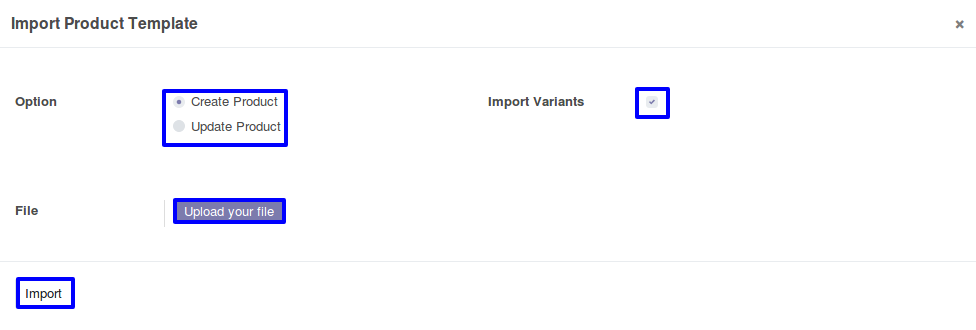 Import Product Template
Option
Create Product
Update Product
Import Variants
File
Upload your file
Import